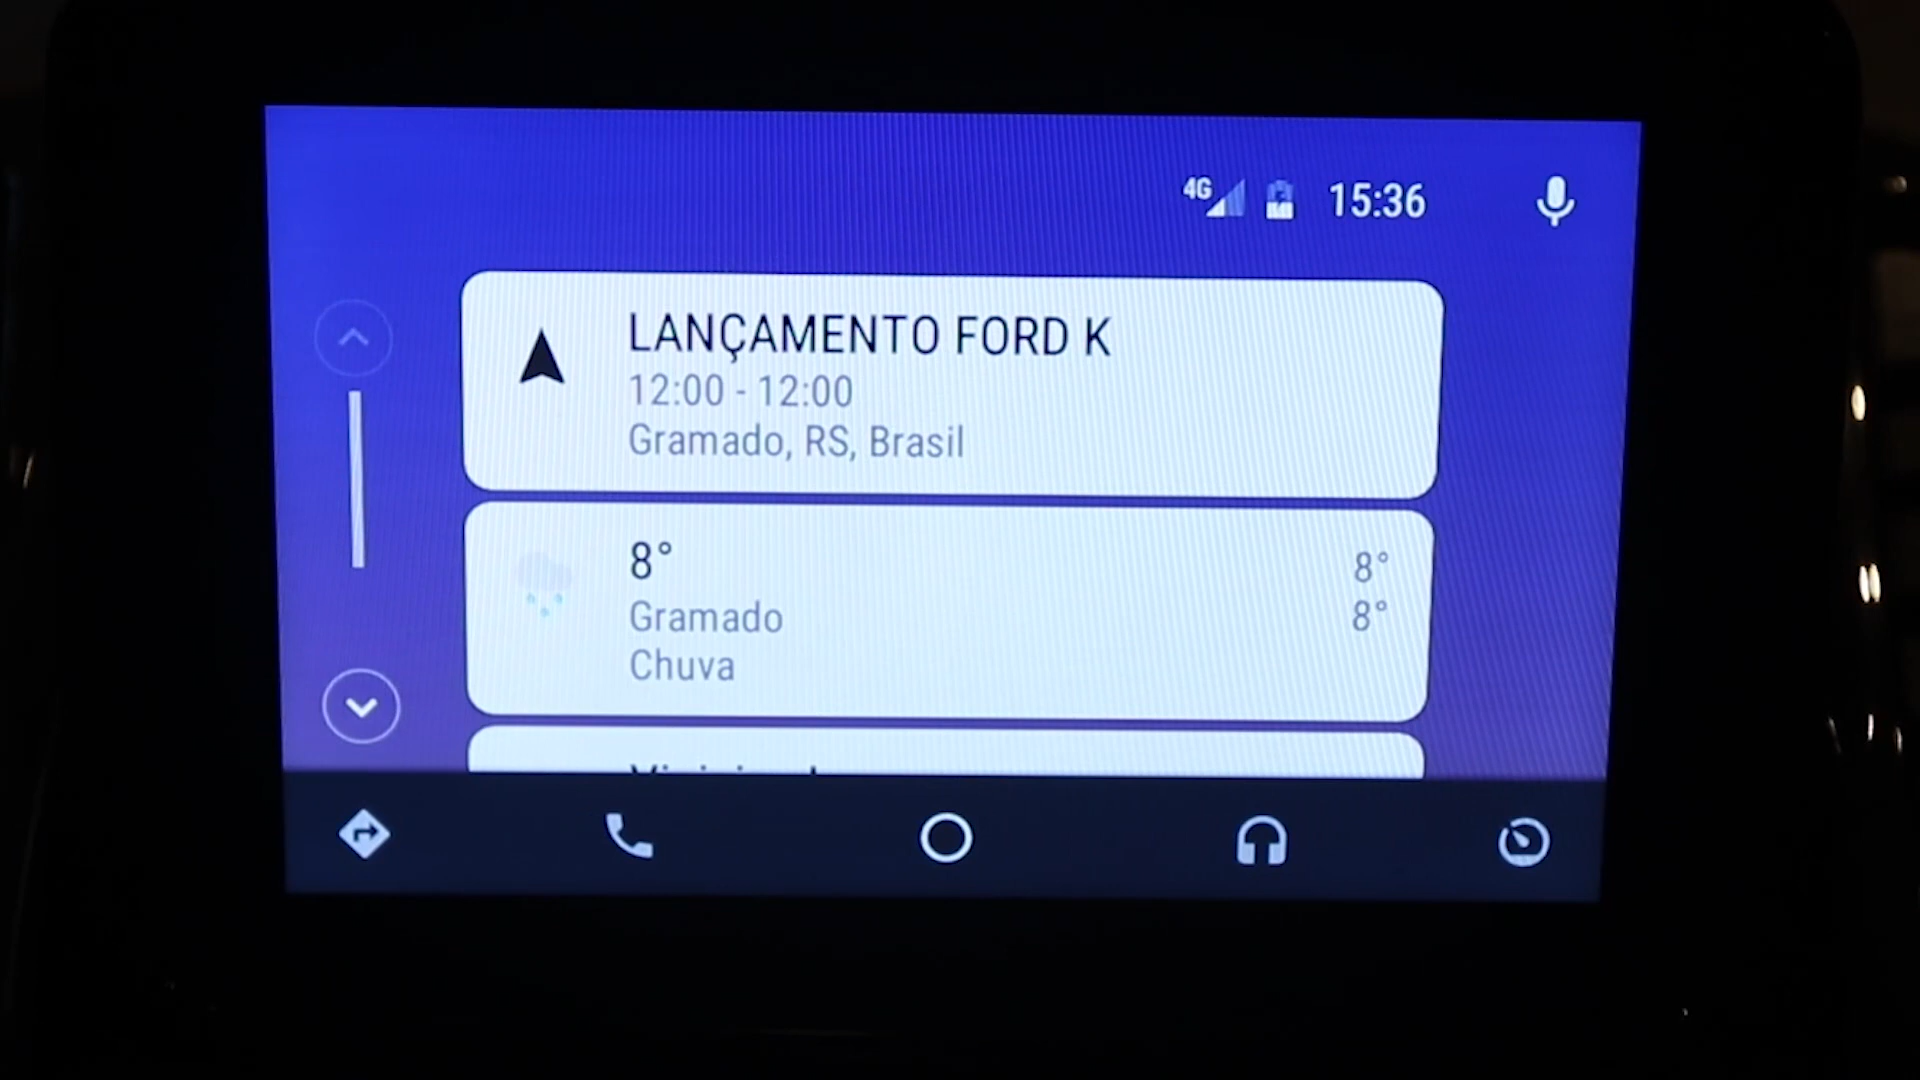 4G 15:36
LANÇAMENTO FORD K
12:00 - 12:00
Gramado, RS, Brasil
8° 8°
Gramado 8°
Chuva